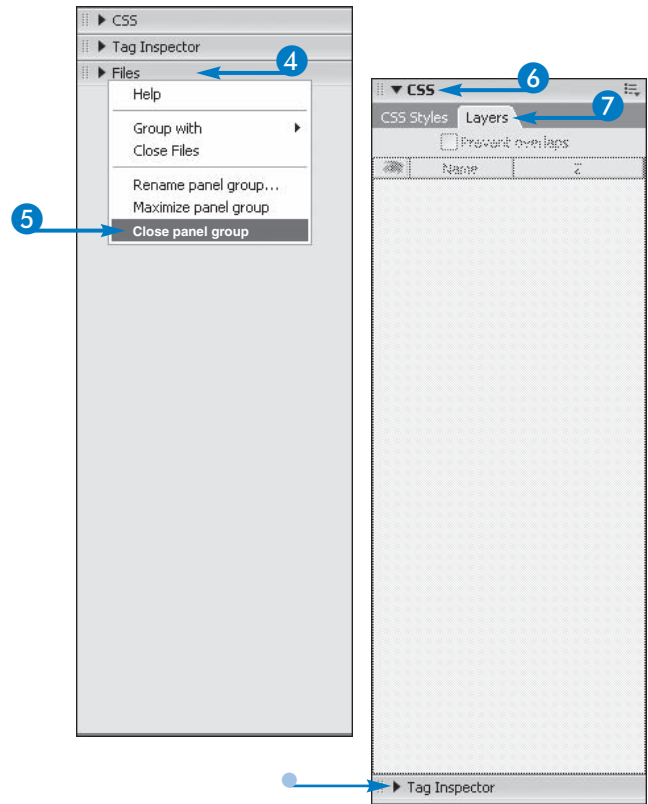 CSS
Tag Inspector
Files
4
Help
Group with
Close Files
Rename panel group...
Maximize panel group
5
Close panel group
CSS
6
CSS Styles
Layers
7
Prevent overlaps
Name
Z
Tag Inspector